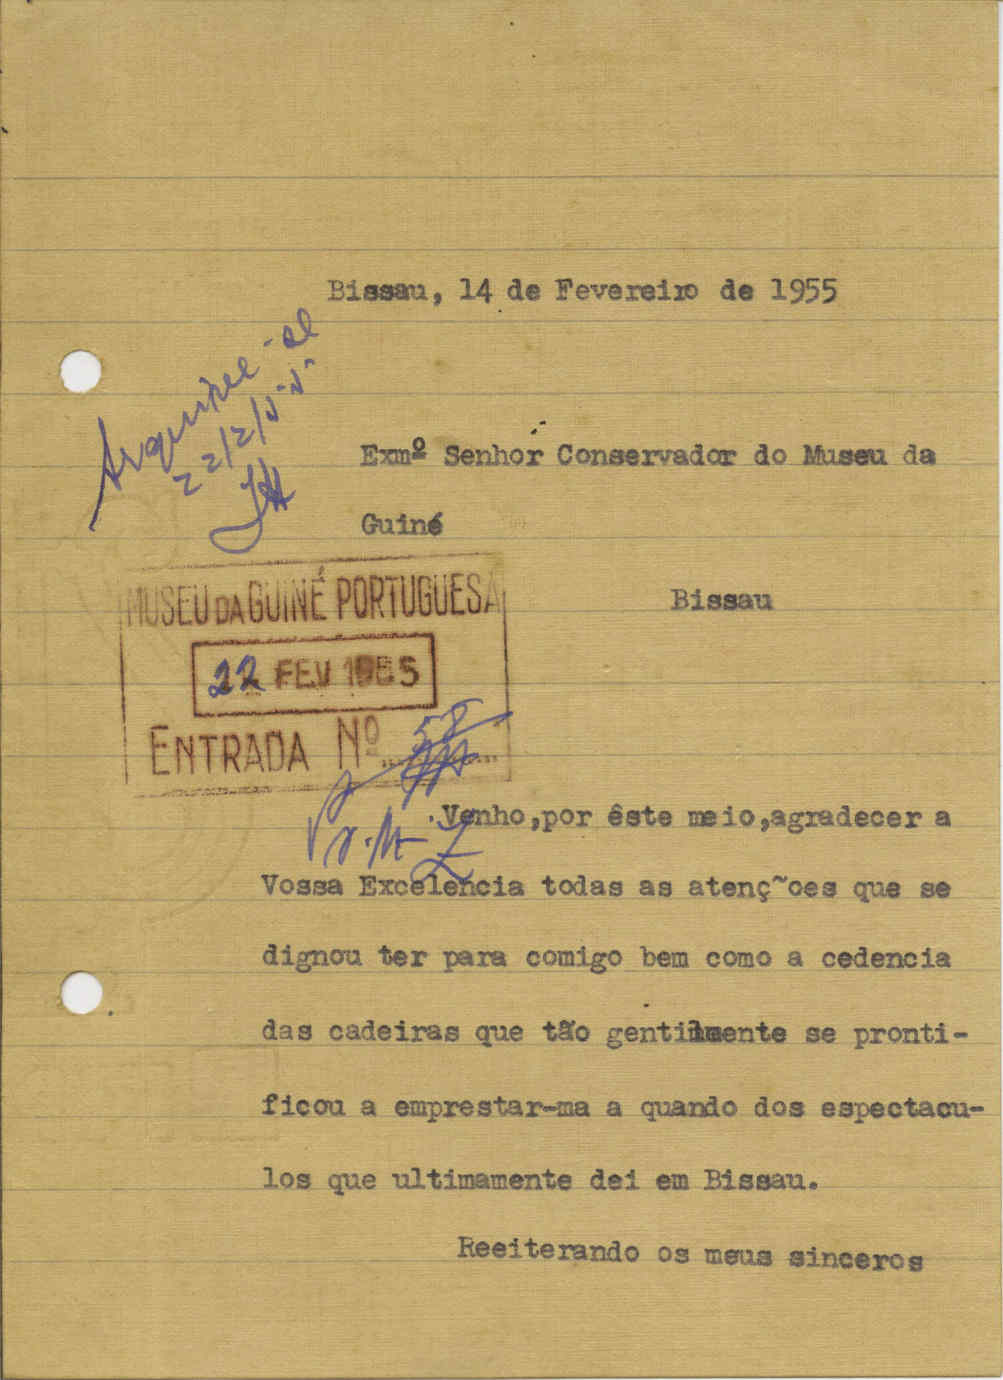 Bissau, 14 de Fevereiro de 1955
Arquive-se
22/2/55
Exmº Senhor Conservador do Museu da
Guiné
Bissau
MUSEU DA GUINÉ PORTUGUESA
22 FEV 1955
ENTRADA Nº 58
Venho,por êste meio,agradecer a
Vossa Excelencia todas as atenç~oes que se
dignou ter para comigo bem como a cedencia
das cadeiras que tão gentilmente se pronti-
ficou a emprestar-ma a quando dos espectacu-
los que ultimamente dei em Bissau.
Reeiterando os meus sinceros